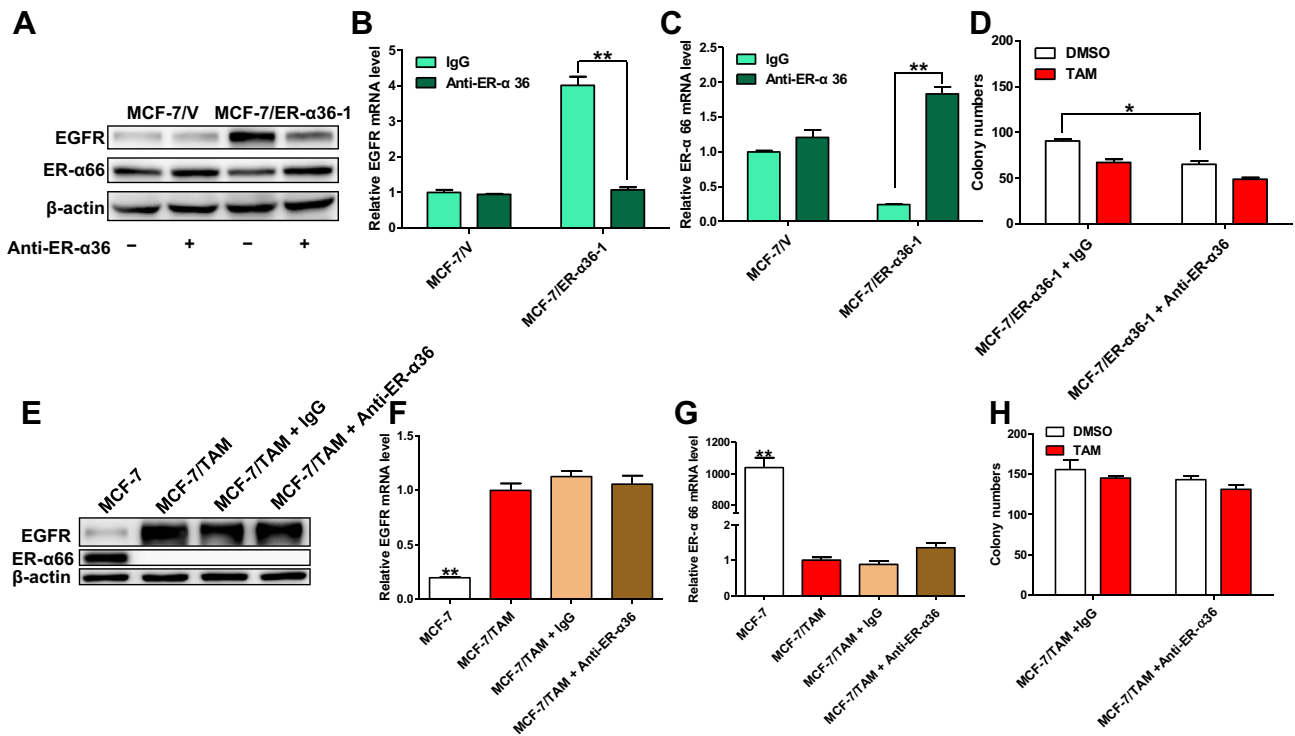 A
MCF-7/V MCF-7/ER-α36-1
EGFR
ER-α66
β-actin
Anti-ER-α36 – + – +
B
Relative EGFR mRNA level
5
4
3
2
1
0
IgG
Anti-ER-α 36
**
MCF-7/V
MCF-7/ER-α36-1
C
Relative ER-α 66 mRNA level
2.5
2.0
1.5
1.0
0.5
0.0
IgG
Anti-ER-α 36
**
MCF-7/V
MCF-7/ER-α36-1
D
Colony numbers
200
150
100
50
0
DMSO
TAM
*
MCF-7/ER-α36-1 + IgG
MCF-7/ER-α36-1 + Anti-ER-α36
E
MCF-7
MCF-7/TAM
MCF-7/TAM + IgG
MCF-7/TAM + Anti-ER-α36
EGFR
ER-α66
β-actin
F
Relative EGFR mRNA level
1.5
1.0
0.5
0.0
**
MCF-7
MCF-7/TAM
MCF-7/TAM + IgG
MCF-7/TAM + Anti-ER-α36
G
Relative ER-α 66 mRNA level
1200
1040
880
720
560
400
2
1
0
**
MCF-7
MCF-7/TAM
MCF-7/TAM + IgG
MCF-7/TAM + Anti-ER-α36
H
Colony numbers
200
150
100
50
0
DMSO
TAM
MCF-7/TAM +IgG
MCF-7/TAM +Anti-ER-α36